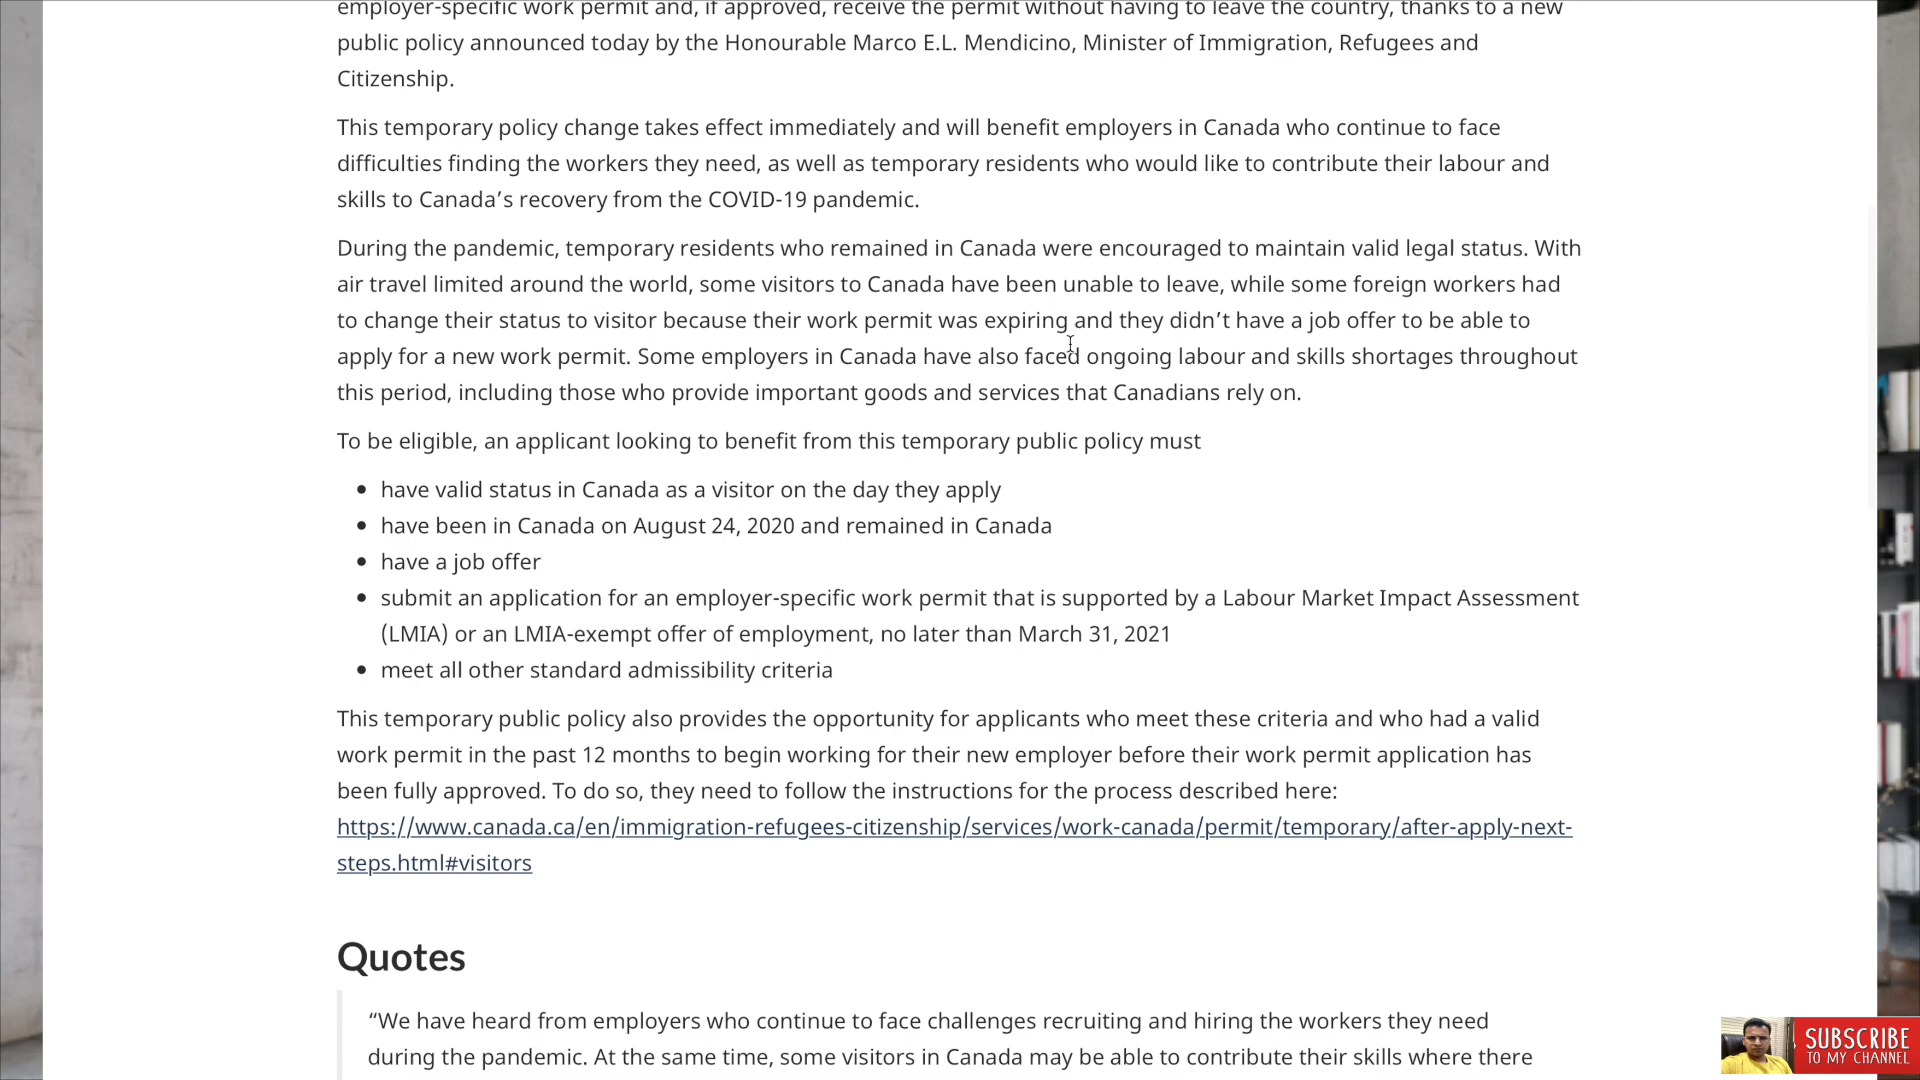 employer-specific work permit and, if approved, receive the permit without having to leave the country, thanks to a new
public policy announced today by the Honourable Marco E.L. Mendicino, Minister of Immigration, Refugees and
Citizenship.
This temporary policy change takes effect immediately and will benefit employers in Canada who continue to face
difficulties finding the workers they need, as well as temporary residents who would like to contribute their labour and
skills to Canada’s recovery from the COVID-19 pandemic.
During the pandemic, temporary residents who remained in Canada were encouraged to maintain valid legal status. With
air travel limited around the world, some visitors to Canada have been unable to leave, while some foreign workers had
to change their status to visitor because their work permit was expiring and they didn’t have a job offer to be able to
apply for a new work permit. Some employers in Canada have also faced ongoing labour and skills shortages throughout
this period, including those who provide important goods and services that Canadians rely on.
To be eligible, an applicant looking to benefit from this temporary public policy must
• have valid status in Canada as a visitor on the day they apply
• have been in Canada on August 24, 2020 and remained in Canada
• have a job offer
• submit an application for an employer-specific work permit that is supported by a Labour Market Impact Assessment
(LMIA) or an LMIA-exempt offer of employment, no later than March 31, 2021
• meet all other standard admissibility criteria
This temporary public policy also provides the opportunity for applicants who meet these criteria and who had a valid
work permit in the past 12 months to begin working for their new employer before their work permit application has
been fully approved. To do so, they need to follow the instructions for the process described here:
https://www.canada.ca/en/immigration-refugees-citizenship/services/work-canada/permit/temporary/after-apply-next-
steps.html#visitors
Quotes
“We have heard from employers who continue to face challenges recruiting and hiring the workers they need
during the pandemic. At the same time, some visitors in Canada may be able to contribute their skills where there
SUBSCRIBE
TO MY CHANNEL